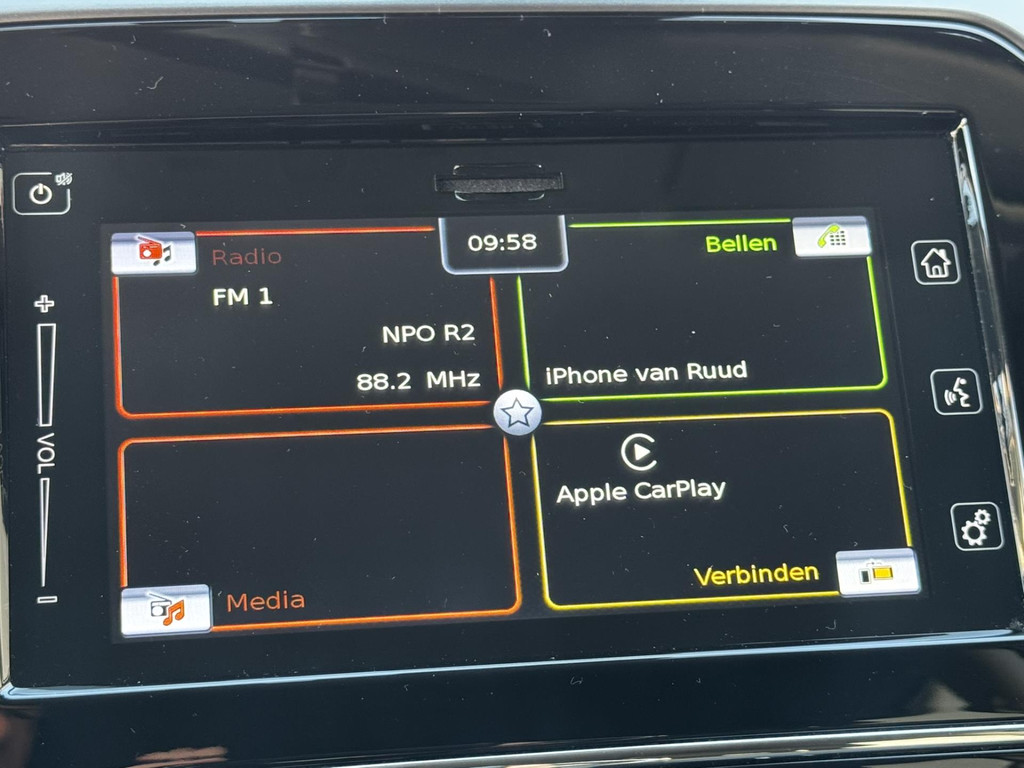 09:58
Radio
FM 1
NPO R2
88.2 MHz
Bellen
iPhone van Ruud
Media
Apple CarPlay
Verbinden
VOL